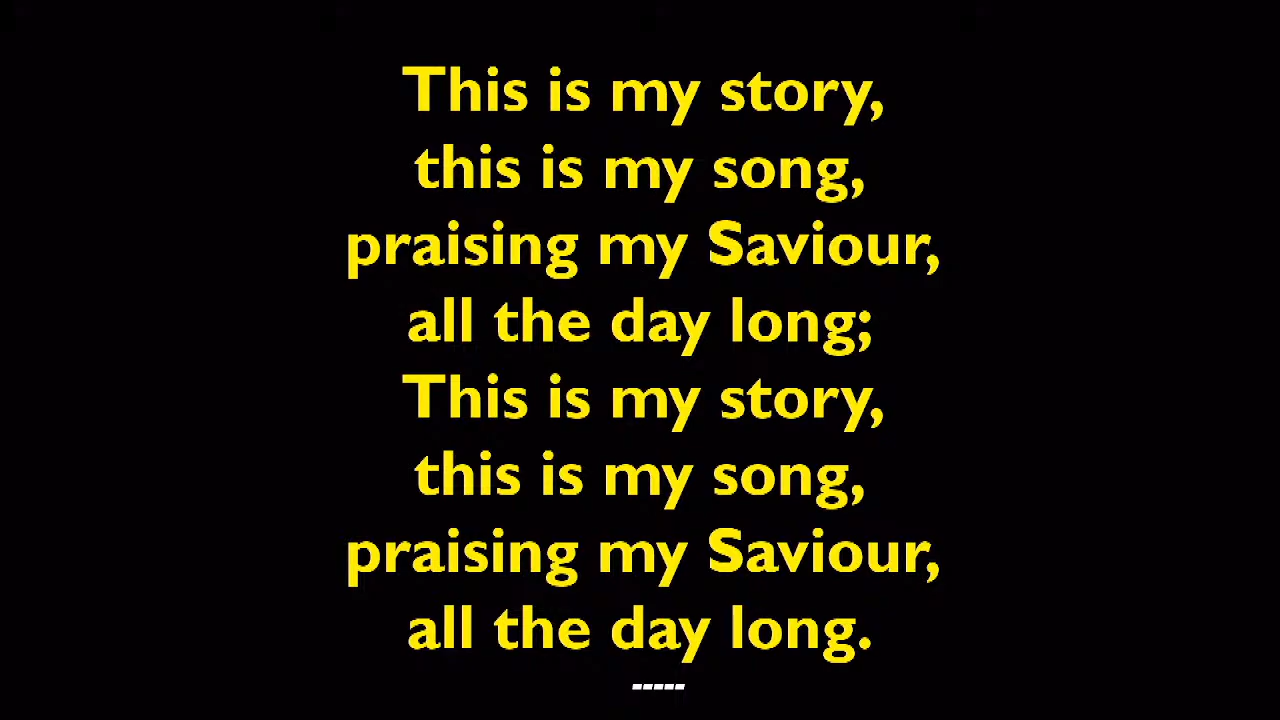 This is my story,
this is my song,
praising my Saviour,
all the day long;
This is my story,
this is my song,
praising my Saviour,
all the day long.
-----